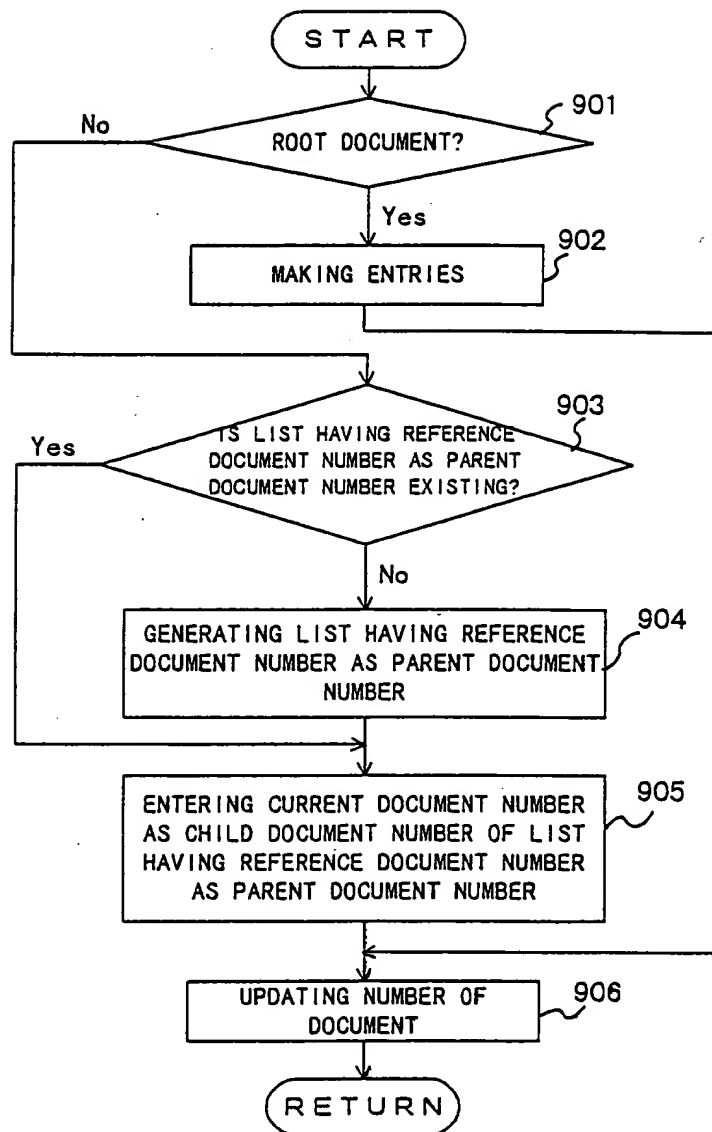 START
901
No
ROOT DOCUMENT?
Yes
902
MAKING ENTRIES
903
Yes
IS LIST HAVING REFERENCE
DOCUMENT NUMBER AS PARENT
DOCUMENT NUMBER EXISTING?
No
904
GENERATING LIST HAVING REFERENCE
DOCUMENT NUMBER AS PARENT DOCUMENT
NUMBER
905
ENTERING CURRENT DOCUMENT NUMBER
AS CHILD DOCUMENT NUMBER OF LIST
HAVING REFERENCE DOCUMENT NUMBER
AS PARENT DOCUMENT NUMBER
906
UPDATING NUMBER OF
DOCUMENT
RETURN